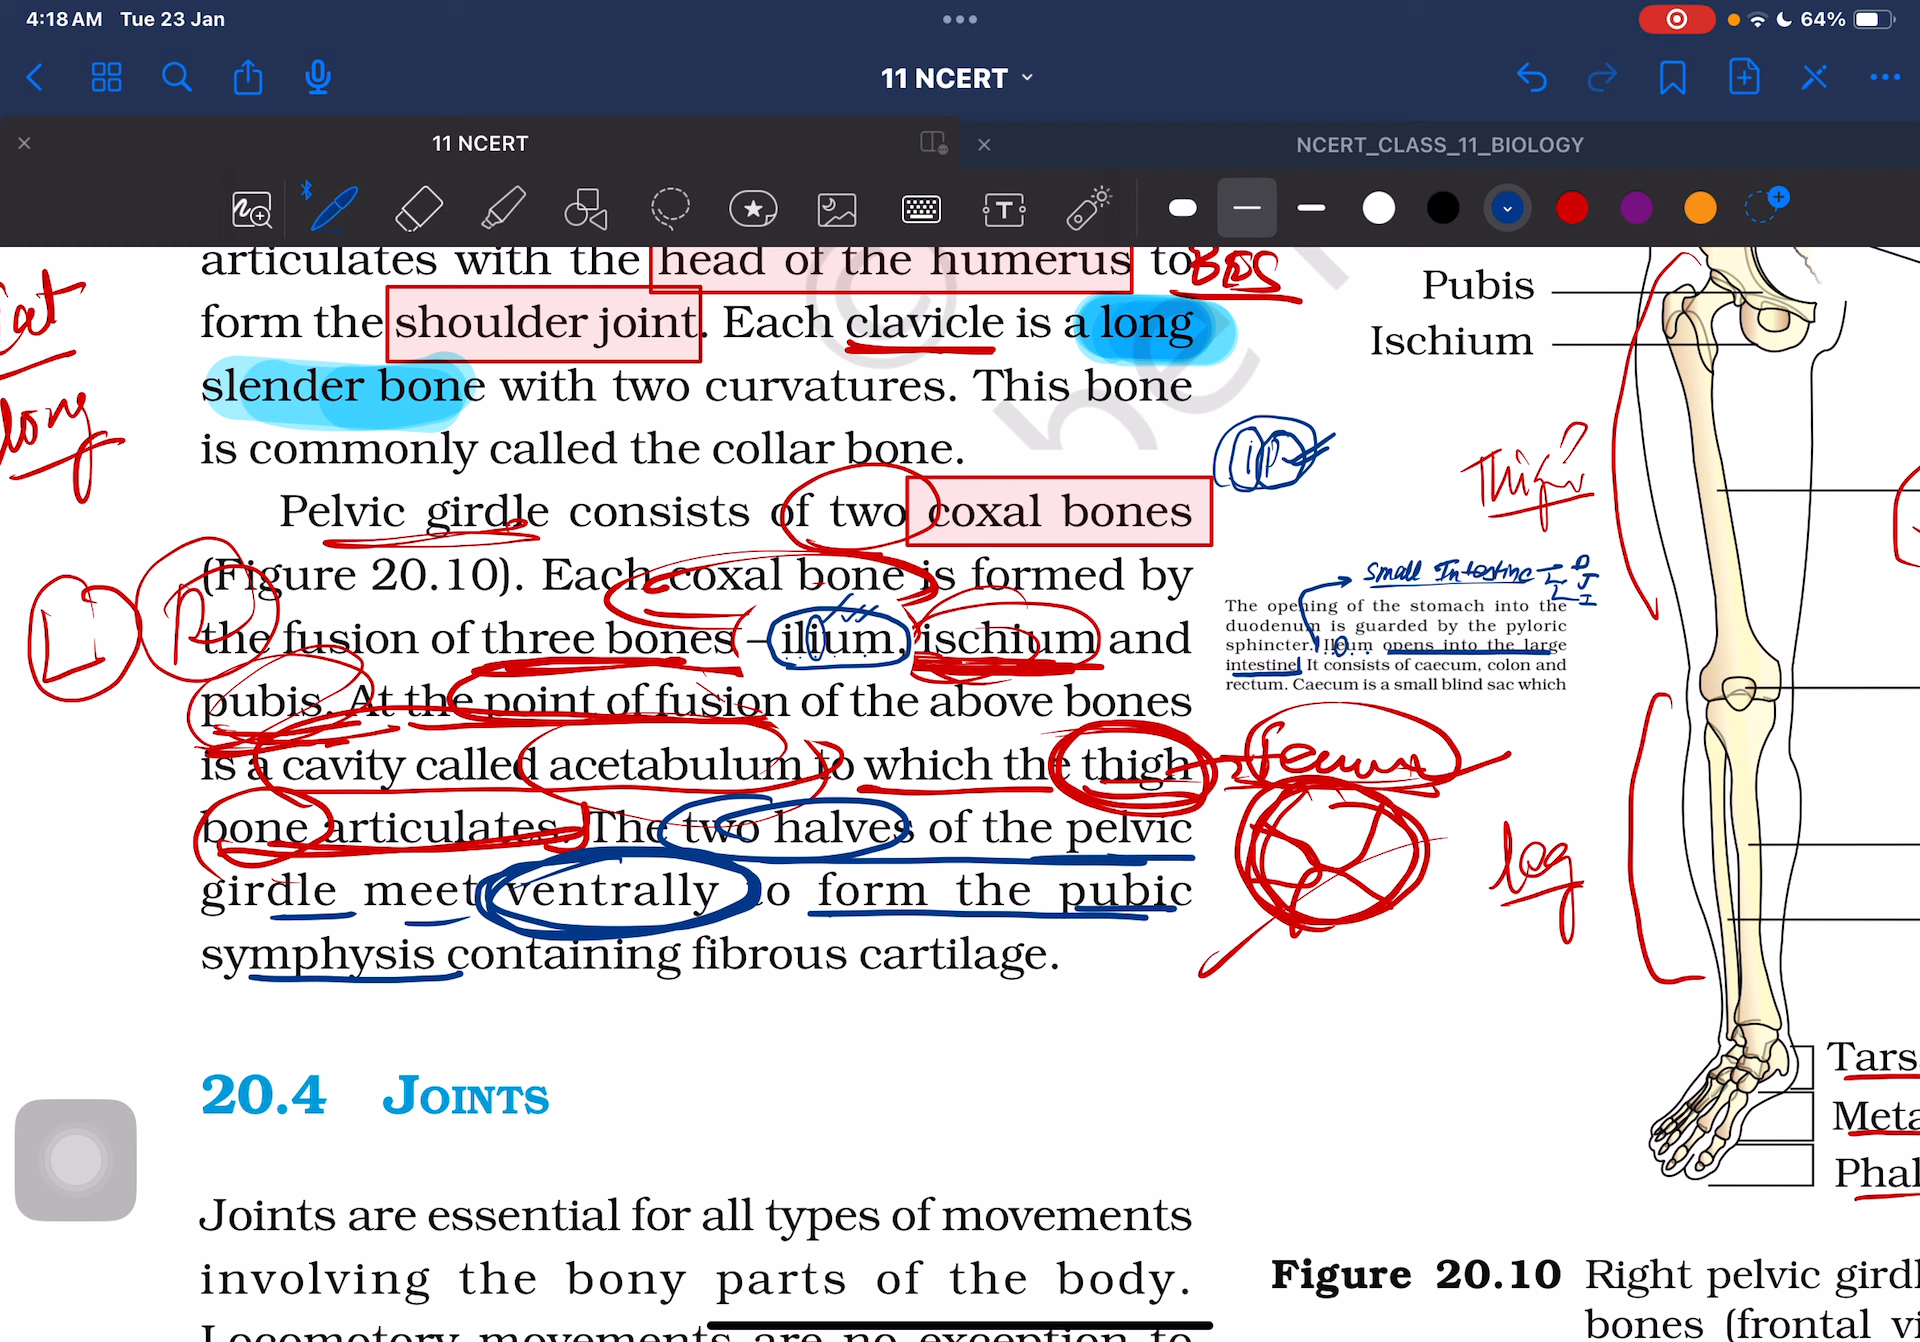 4:18 AM Tue 23 Jan
64%
11 NCERT
11 NCERT
NCERT_CLASS_11_BIOLOGY
articulates with the head of the humerus to
form the shoulder joint. Each clavicle is a long
slender bone with two curvatures. This bone
is commonly called the collar bone.
Pelvic girdle consists of two coxal bones
(Figure 20.10). Each coxal bone is formed by
the fusion of three bones – ilium, ischium and
pubis. At the point of fusion of the above bones
is a cavity called acetabulum to which the thigh
bone articulates. The two halves of the pelvic
girdle meet ventrally to form the pubic
symphysis containing fibrous cartilage.
20.4 JOINTS
Joints are essential for all types of movements
involving the bony parts of the body.
Locomotory movements are no exception to
long
Small Intestine
D
J
I
The opening of the stomach into the
duodenum is guarded by the pyloric
sphincter. Ileum opens into the large
intestine. It consists of caecum, colon and
rectum. Caecum is a small blind sac which
Femur
Pubis
Ischium
Thigh
leg
Tars
Meta
Phal
Figure 20.10 Right pelvic girdl
bones (frontal vi